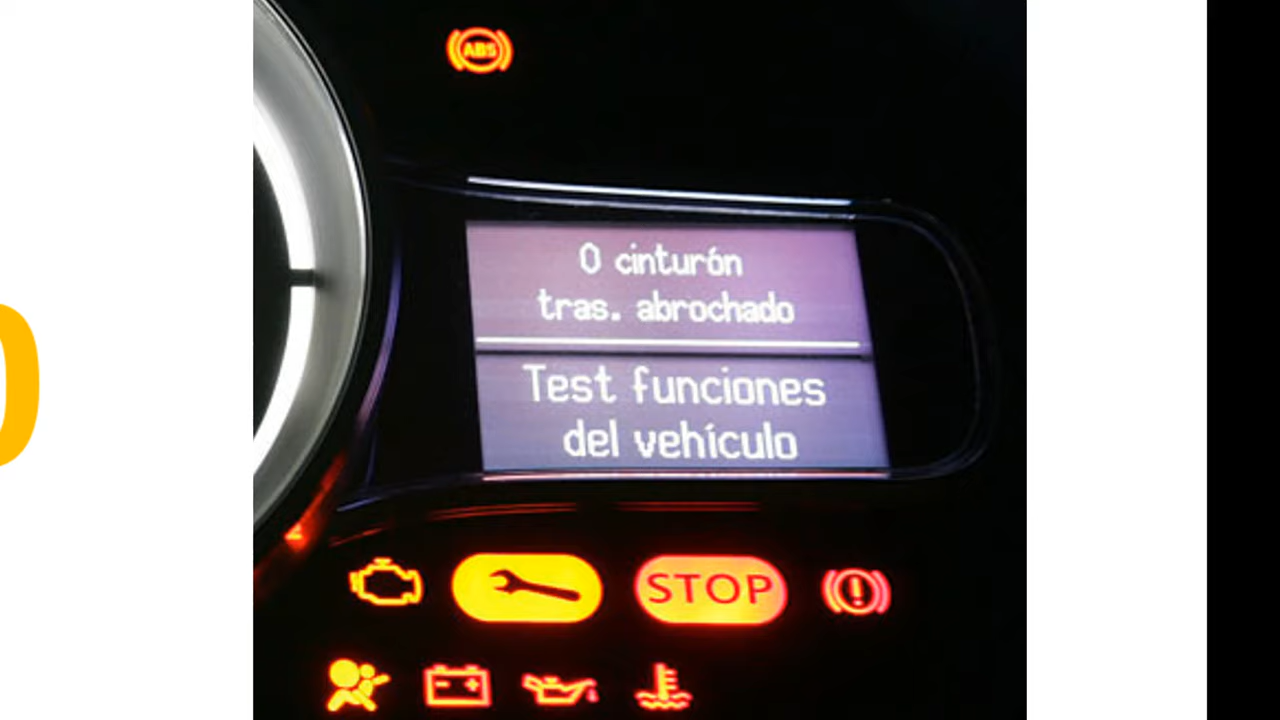 ABS
0 cinturón
tras. abrochado
Test funciones
del vehículo
STOP